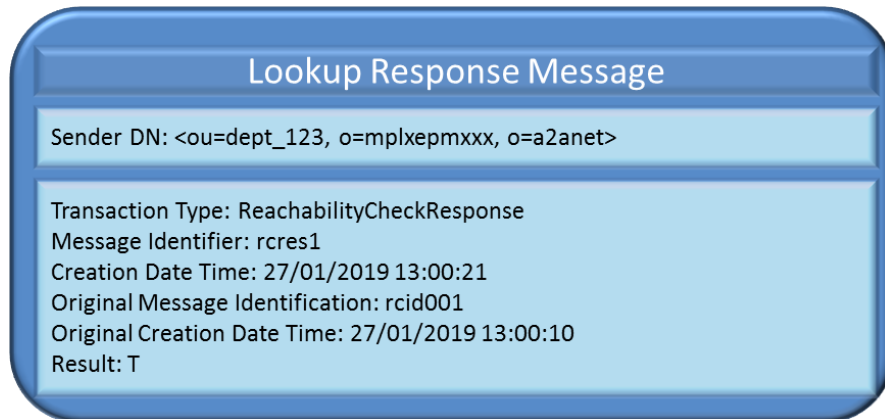 Lookup Response Message
Sender DN: <ou=dept_123, o=mplxepmxxx, o=a2anet>
Transaction Type: ReachabilityCheckResponse
Message Identifier: rcres1
Creation Date Time: 27/01/2019 13:00:21
Original Message Identification: rcid001
Original Creation Date Time: 27/01/2019 13:00:10
Result: T